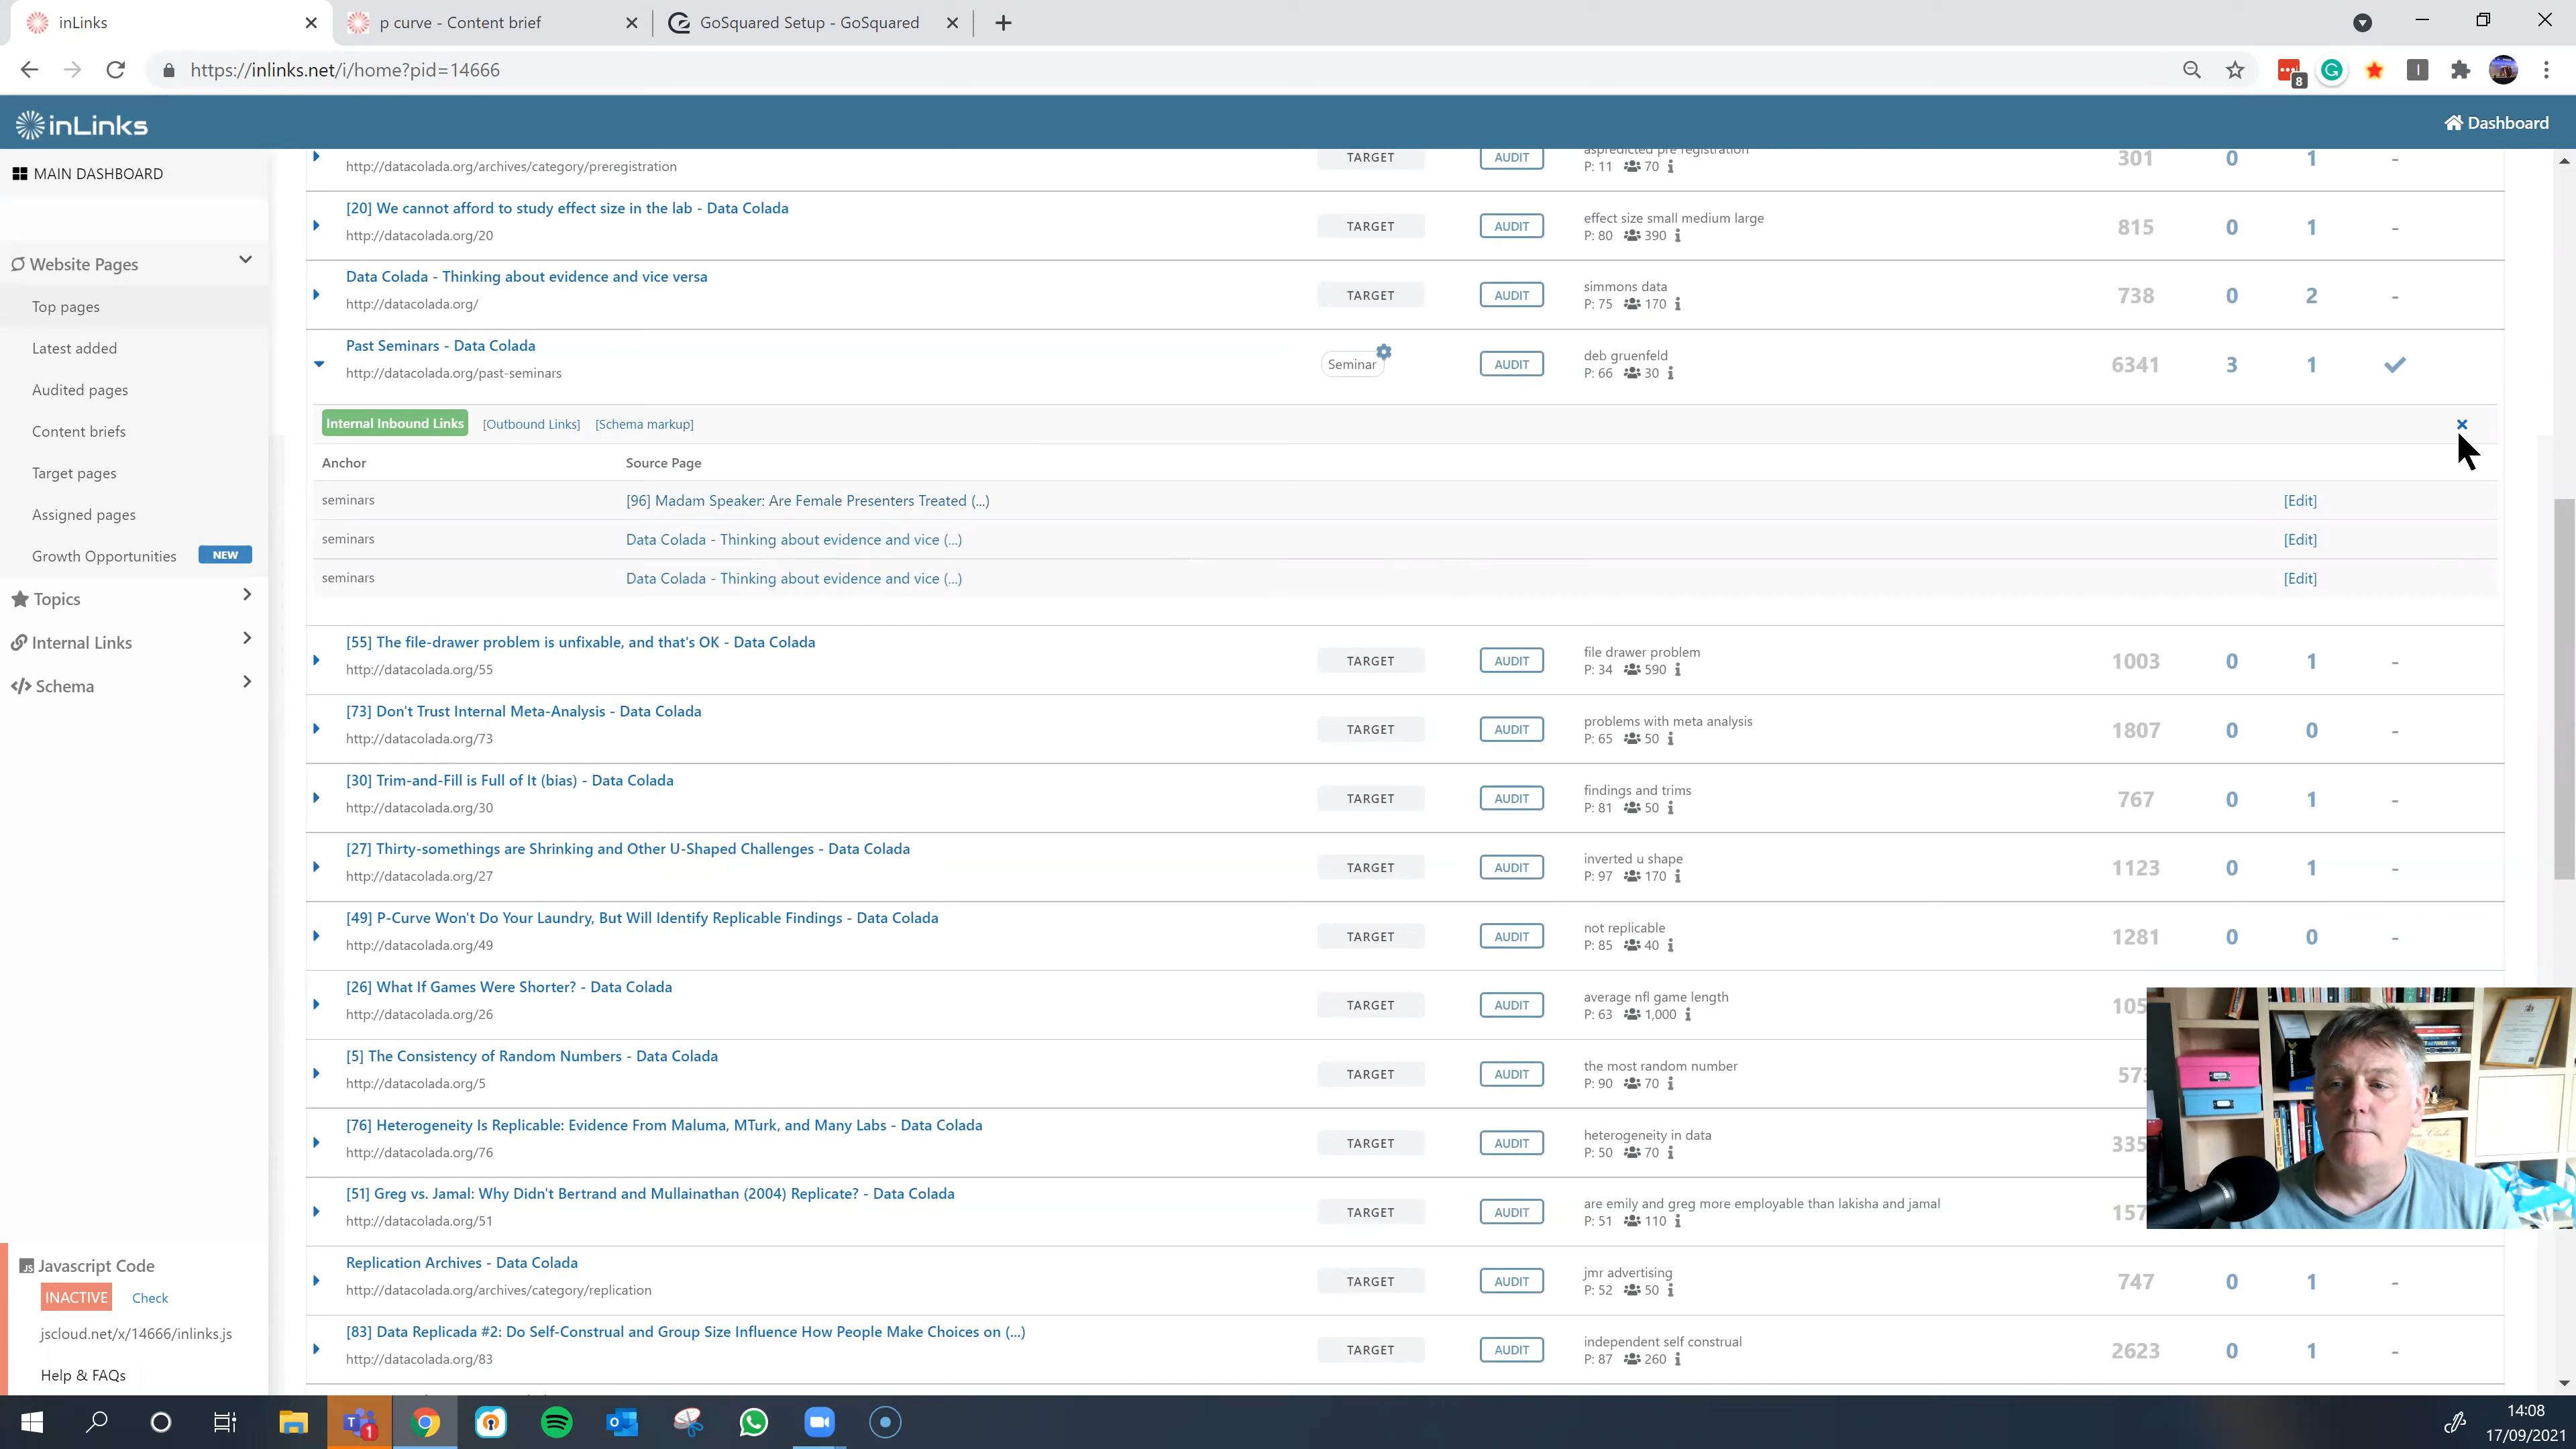 inLinks
p curve - Content brief
GoSquared Setup - GoSquared
https://inlinks.net/i/home?pid=14666
8
inLinks
Dashboard
MAIN DASHBOARD
Website Pages
Top pages
Latest added
Audited pages
Content briefs
Target pages
Assigned pages
Growth Opportunities NEW
Topics
Internal Links
Schema
Javascript Code
INACTIVE Check
jscloud.net/x/14666/inlinks.js
Help & FAQs
http://datacolada.org/archives/category/preregistration TARGET AUDIT aspredicted pre registration 301 0 1 -
P: 11 70
[20] We cannot afford to study effect size in the lab - Data Colada
http://datacolada.org/20 TARGET AUDIT effect size small medium large 815 0 1 -
P: 80 390
Data Colada - Thinking about evidence and vice versa
http://datacolada.org/ TARGET AUDIT simmons data 738 0 2 -
P: 75 170
Past Seminars - Data Colada
http://datacolada.org/past-seminars Seminar AUDIT deb gruenfeld 6341 3 1
P: 66 30
Internal Inbound Links [Outbound Links] [Schema markup]
Anchor Source Page
seminars [96] Madam Speaker: Are Female Presenters Treated (...) [Edit]
seminars Data Colada - Thinking about evidence and vice (...) [Edit]
seminars Data Colada - Thinking about evidence and vice (...) [Edit]
[55] The file-drawer problem is unfixable, and that's OK - Data Colada
http://datacolada.org/55 TARGET AUDIT file drawer problem 1003 0 1 -
P: 34 590
[73] Don't Trust Internal Meta-Analysis - Data Colada
http://datacolada.org/73 TARGET AUDIT problems with meta analysis 1807 0 0 -
P: 65 50
[30] Trim-and-Fill is Full of It (bias) - Data Colada
http://datacolada.org/30 TARGET AUDIT findings and trims 767 0 1 -
P: 81 50
[27] Thirty-somethings are Shrinking and Other U-Shaped Challenges - Data Colada
http://datacolada.org/27 TARGET AUDIT inverted u shape 1123 0 1 -
P: 97 170
[49] P-Curve Won't Do Your Laundry, But Will Identify Replicable Findings - Data Colada
http://datacolada.org/49 TARGET AUDIT not replicable 1281 0 0 -
P: 85 40
[26] What If Games Were Shorter? - Data Colada
http://datacolada.org/26 TARGET AUDIT average nfl game length 105
P: 63 1,000
[5] The Consistency of Random Numbers - Data Colada
http://datacolada.org/5 TARGET AUDIT the most random number 573
P: 90 70
[76] Heterogeneity Is Replicable: Evidence From Maluma, MTurk, and Many Labs - Data Colada
http://datacolada.org/76 TARGET AUDIT heterogeneity in data 335
P: 50 70
[51] Greg vs. Jamal: Why Didn't Bertrand and Mullainathan (2004) Replicate? - Data Colada
http://datacolada.org/51 TARGET AUDIT are emily and greg more employable than lakisha and jamal 157
P: 51 110
Replication Archives - Data Colada
http://datacolada.org/archives/category/replication TARGET AUDIT jmr advertising 747 0 1 -
P: 52 50
[83] Data Replicada #2: Do Self-Construal and Group Size Influence How People Make Choices on (...)
http://datacolada.org/83 TARGET AUDIT independent self construal 2623 0 1 -
P: 87 260
1
14:08
17/09/2021